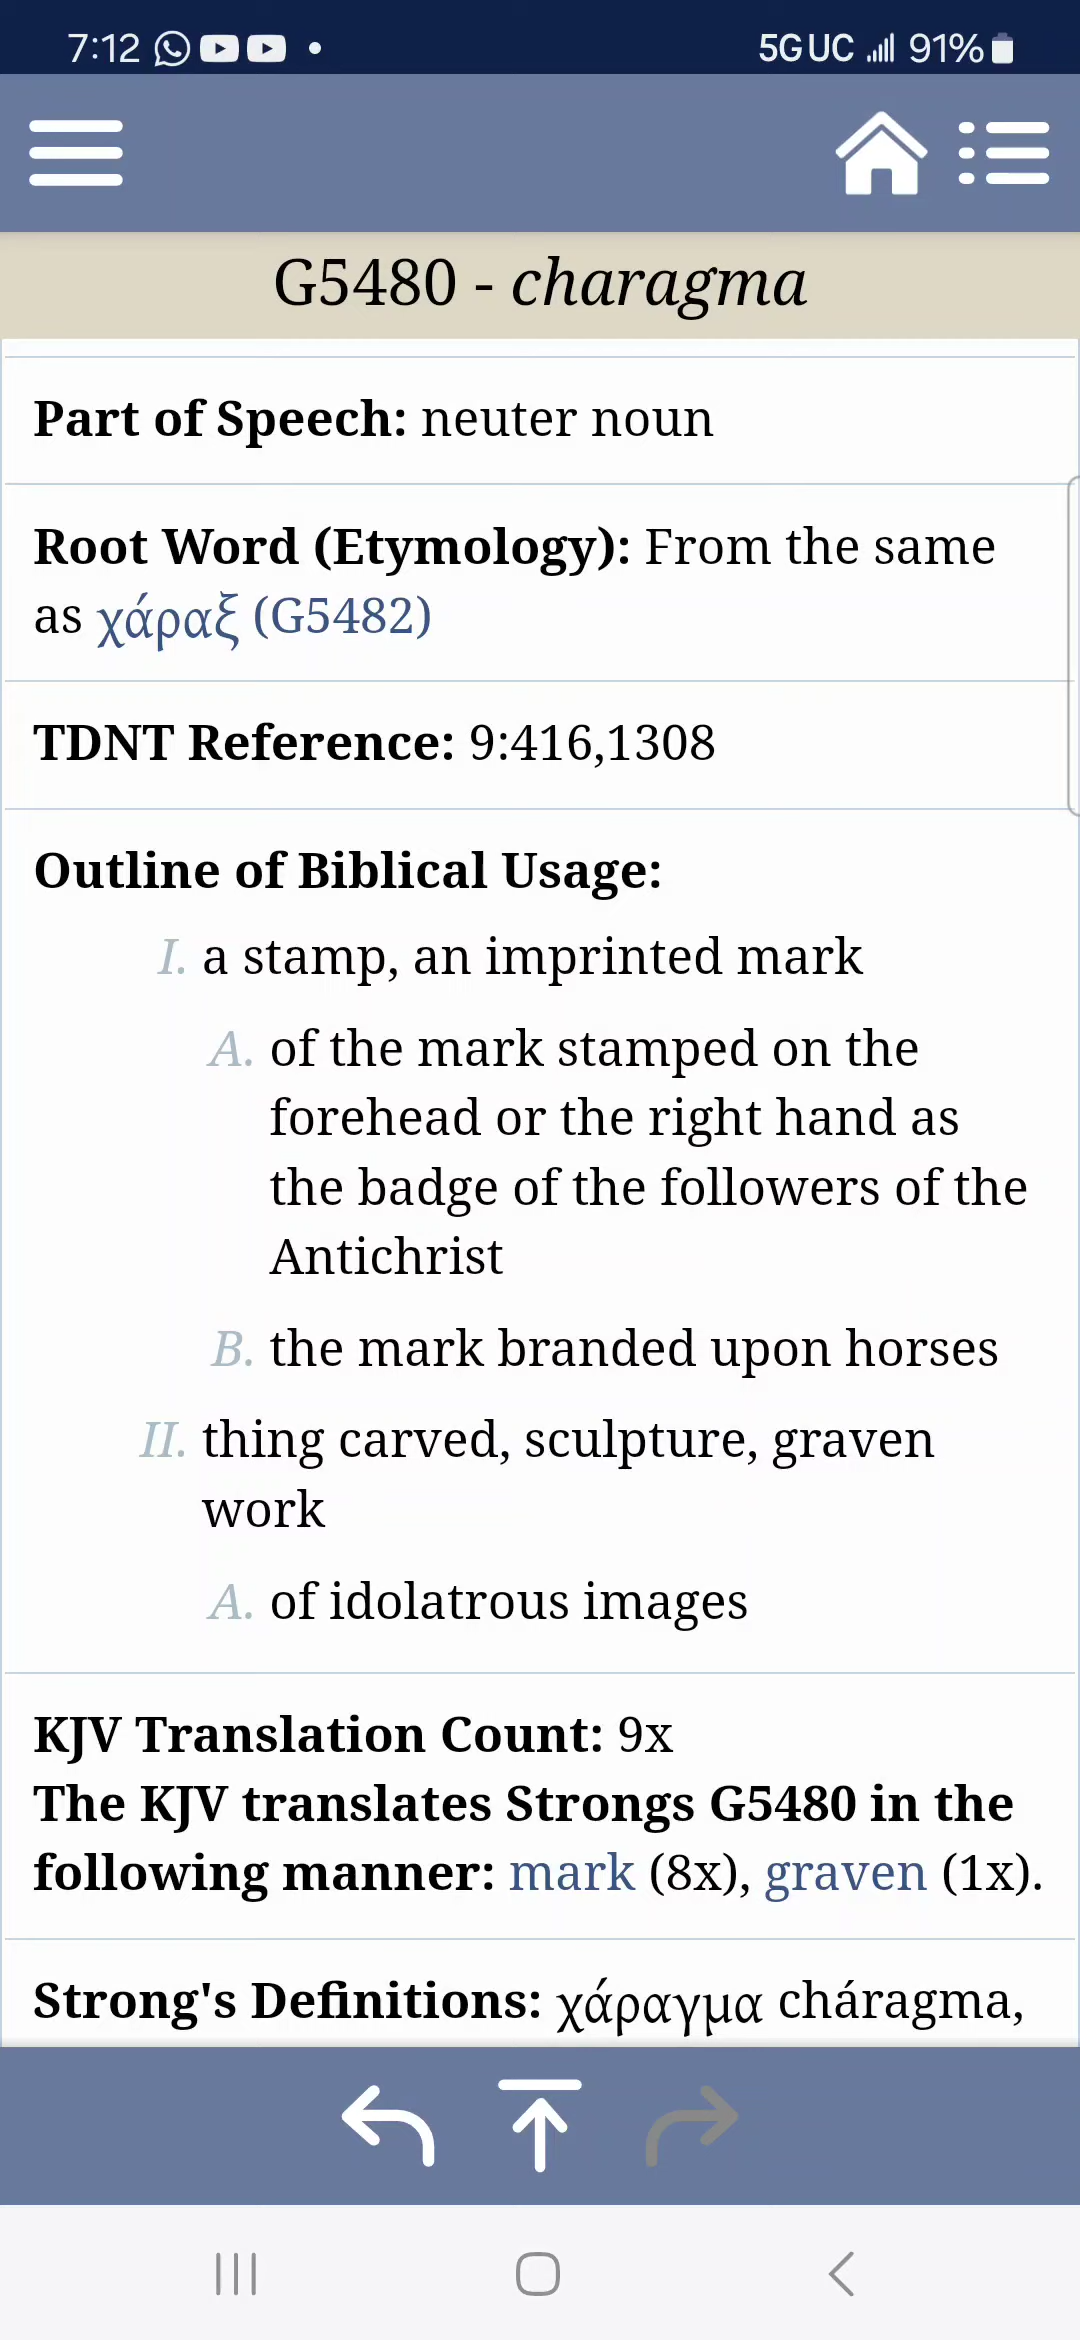 7:12 5G UC 91%
G5480 - charagma
Part of Speech: neuter noun
Root Word (Etymology): From the same
as χάραξ (G5482)
TDNT Reference: 9:416,1308
Outline of Biblical Usage:
I. a stamp, an imprinted mark
A. of the mark stamped on the
forehead or the right hand as
the badge of the followers of the
Antichrist
B. the mark branded upon horses
II. thing carved, sculpture, graven
work
A. of idolatrous images
KJV Translation Count: 9x
The KJV translates Strongs G5480 in the
following manner: mark (8x), graven (1x).
Strong's Definitions: χάραγμα cháragma,